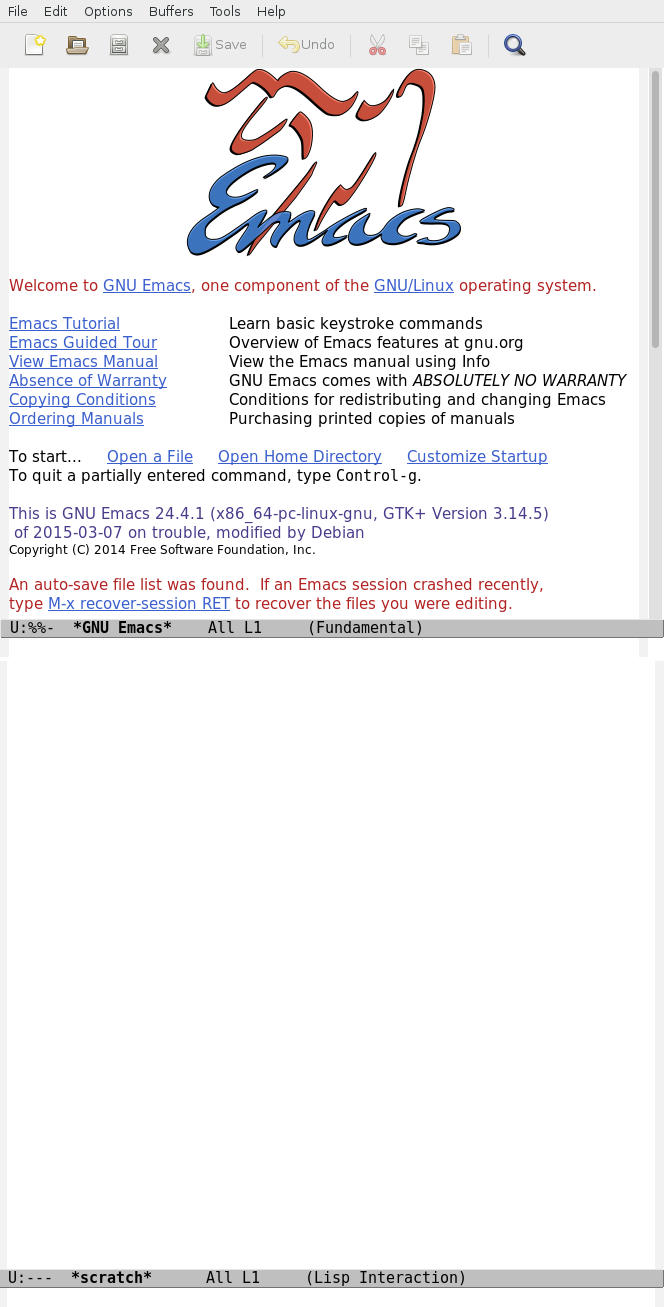 File Edit Options Buffers Tools Help
Save Undo
Emacs
Welcome to GNU Emacs, one component of the GNU/Linux operating system.
Emacs Tutorial Learn basic keystroke commands
Emacs Guided Tour Overview of Emacs features at gnu.org
View Emacs Manual View the Emacs manual using Info
Absence of Warranty GNU Emacs comes with ABSOLUTELY NO WARRANTY
Copying Conditions Conditions for redistributing and changing Emacs
Ordering Manuals Purchasing printed copies of manuals
To start... Open a File Open Home Directory Customize Startup
To quit a partially entered command, type Control-g.
This is GNU Emacs 24.4.1 (x86_64-pc-linux-gnu, GTK+ Version 3.14.5)
of 2015-03-07 on trouble, modified by Debian
Copyright (C) 2014 Free Software Foundation, Inc.
An auto-save file list was found. If an Emacs session crashed recently,
type M-x recover-session RET to recover the files you were editing.
U:%%- *GNU Emacs* All L1 (Fundamental)
U:--- *scratch* All L1 (Lisp Interaction)